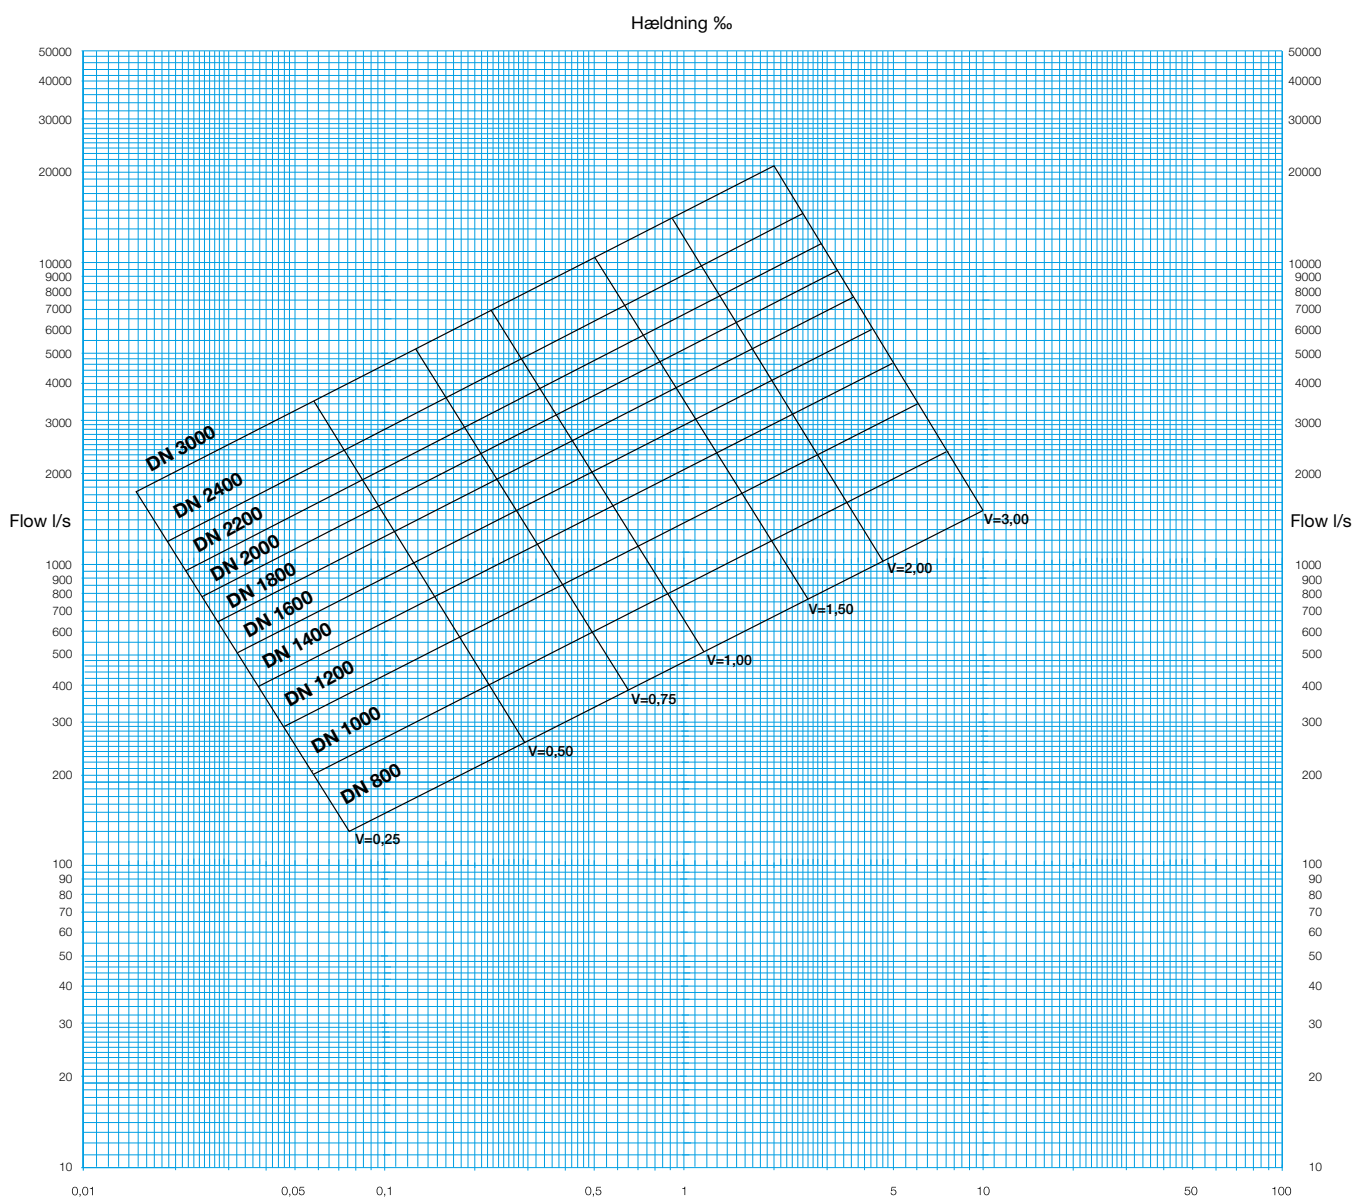 Hældning ‰
50000 50000
40000 40000
30000 30000
20000 20000
10000 10000
9000 9000
8000 8000
7000 7000
6000 6000
5000 5000
4000 4000
3000 3000
DN 3000
2000 2000
DN 2400
Flow l/s Flow l/s
DN 2200
V=3,00
DN 2000
1000 1000
V=2,00
900 900
DN 1800
800 800
700 700
V=1,50
DN 1600
600 600
DN 1400
500 500
V=1,00
400 400
DN 1200
V=0,75
300 300
DN 1000
V=0,50
200 200
DN 800
V=0,25
100 100
90 90
80 80
70 70
60 60
50 50
40 40
30 30
20 20
10 10
0,01 0,05 0,1 0,5 1 5 10 50 100